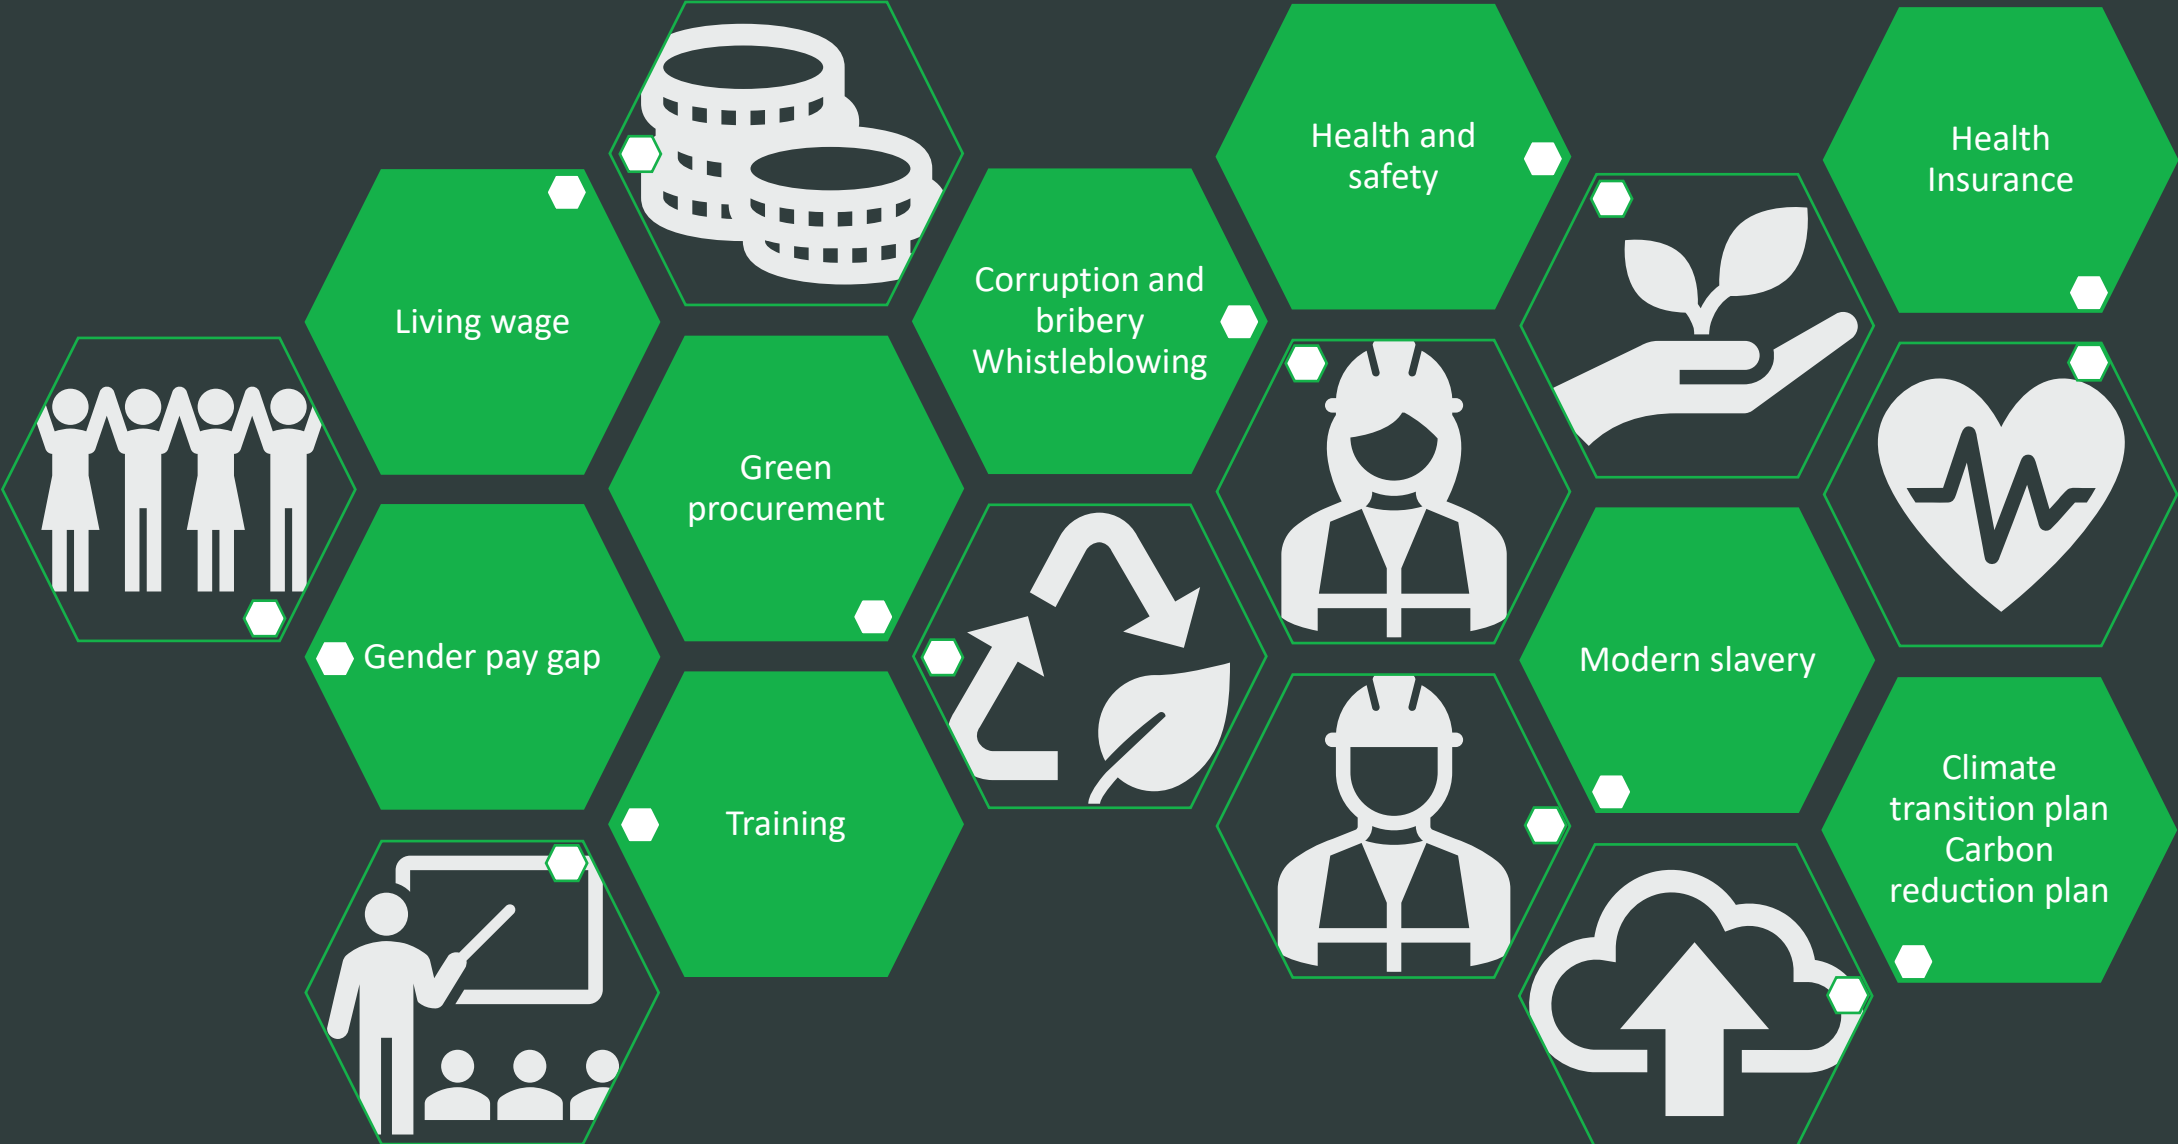 Living wage
Gender pay gap
Green
procurement
Training
Corruption and
bribery
Whistleblowing
Health and
safety
Modern slavery
Health
Insurance
Climate
transition plan
Carbon
reduction plan